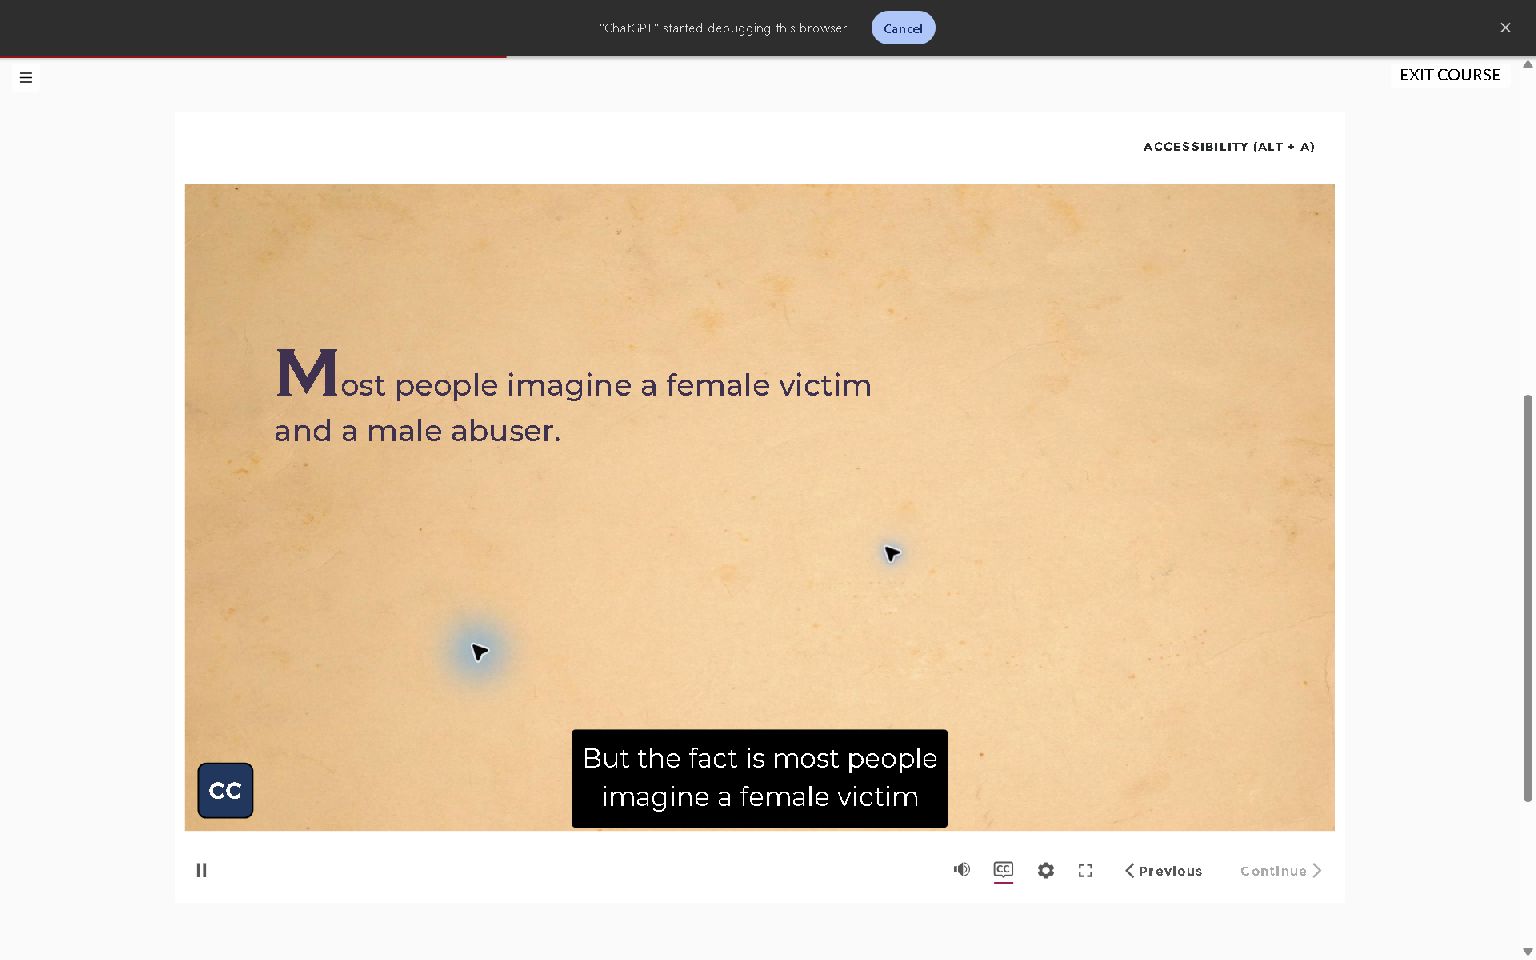 "ChatGPT" started debugging this browser
Cancel
EXIT COURSE
ACCESSIBILITY (ALT + A)
Most people imagine a female victim
and a male abuser.
But the fact is most people
imagine a female victim
CC
CC
Previous
Continue